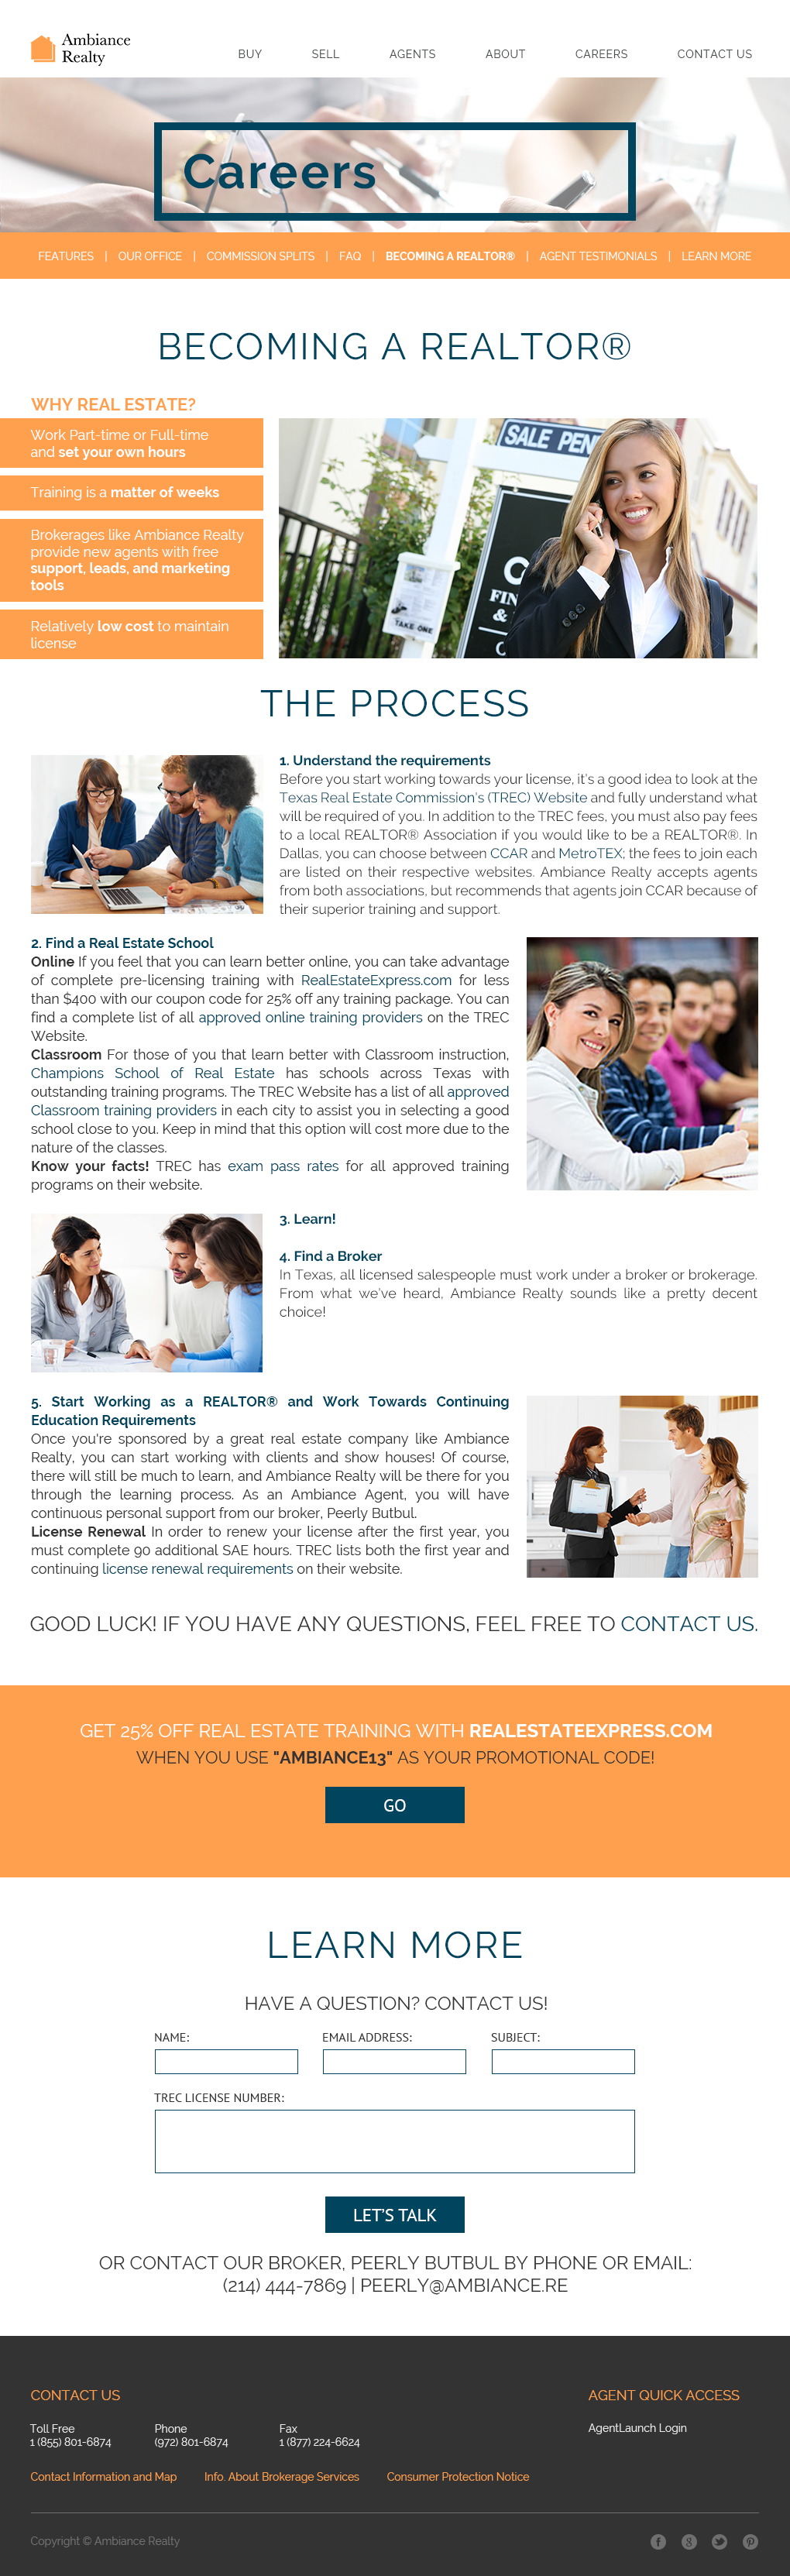 Ambiance
Realty
BUY SELL AGENTS ABOUT CAREERS CONTACT US
Careers
FEATURES | OUR OFFICE | COMMISSION SPLITS | FAQ | BECOMING A REALTOR® | AGENT TESTIMONIALS | LEARN MORE
BECOMING A REALTOR®
WHY REAL ESTATE?
Work Part-time or Full-time
and set your own hours
Training is a matter of weeks
Brokerages like Ambiance Realty
provide new agents with free
support, leads, and marketing
tools
Relatively low cost to maintain
license
SALE PEN
TAKE ONE
THE PROCESS
1. Understand the requirements
Before you start working towards your license, it's a good idea to look at the
Texas Real Estate Commission's (TREC) Website and fully understand what
will be required of you. In addition to the TREC fees, you must also pay fees
to a local REALTOR® Association if you would like to be a REALTOR®. In
Dallas, you can choose between CCAR and MetroTEX; the fees to join each
are listed on their respective websites. Ambiance Realty accepts agents
from both associations, but recommends that agents join CCAR because of
their superior training and support.
2. Find a Real Estate School
Online If you feel that you can learn better online, you can take advantage
of complete pre-licensing training with RealEstateExpress.com for less
than $400 with our coupon code for 25% off any training package. You can
find a complete list of all approved online training providers on the TREC
Website.
Classroom For those of you that learn better with Classroom instruction,
Champions School of Real Estate has schools across Texas with
outstanding training programs. The TREC Website has a list of all approved
Classroom training providers in each city to assist you in selecting a good
school close to you. Keep in mind that this option will cost more due to the
nature of the classes.
Know your facts! TREC has exam pass rates for all approved training
programs on their website.
3. Learn!
4. Find a Broker
In Texas, all licensed salespeople must work under a broker or brokerage.
From what we've heard, Ambiance Realty sounds like a pretty decent
choice!
5. Start Working as a REALTOR® and Work Towards Continuing
Education Requirements
Once you're sponsored by a great real estate company like Ambiance
Realty, you can start working with clients and show houses! Of course,
there will still be much to learn, and Ambiance Realty will be there for you
through the learning process. As an Ambiance Agent, you will have
continuous personal support from our broker, Peerly Butbul.
License Renewal In order to renew your license after the first year, you
must complete 90 additional SAE hours. TREC lists both the first year and
continuing license renewal requirements on their website.
GOOD LUCK! IF YOU HAVE ANY QUESTIONS, FEEL FREE TO CONTACT US.
GET 25% OFF REAL ESTATE TRAINING WITH REALESTATEEXPRESS.COM
WHEN YOU USE "AMBIANCE13" AS YOUR PROMOTIONAL CODE!
GO
LEARN MORE
HAVE A QUESTION? CONTACT US!
NAME: EMAIL ADDRESS: SUBJECT:
TREC LICENSE NUMBER:
LET'S TALK
OR CONTACT OUR BROKER, PEERLY BUTBUL BY PHONE OR EMAIL:
(214) 444-7869 | PEERLY@AMBIANCE.RE
CONTACT US AGENT QUICK ACCESS
Toll Free Phone Fax AgentLaunch Login
1 (855) 801-6874 (972) 801-6874 1 (877) 224-6624
Contact Information and Map Info. About Brokerage Services Consumer Protection Notice
Copyright © Ambiance Realty